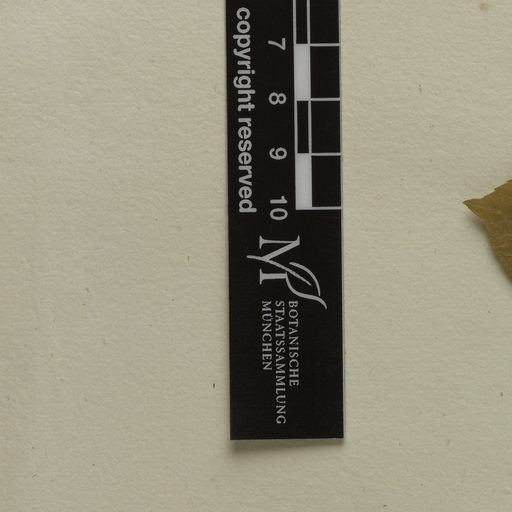 copyright reserved
7
8
9
10
M
BOTANISCHE
STAATSSAMMLUNG
MÜNCHEN